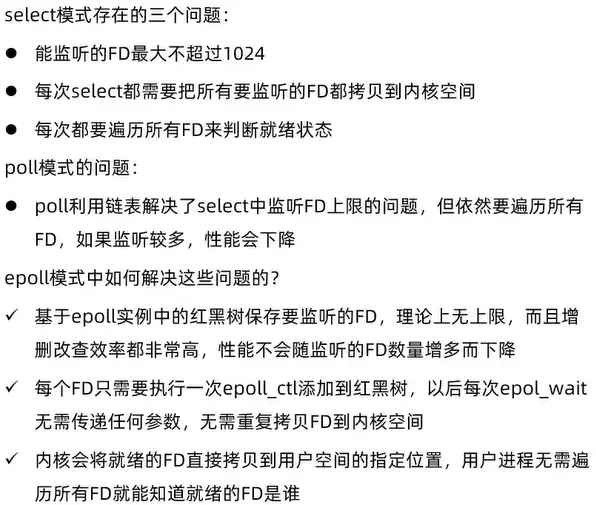 select模式存在的三个问题：
● 能监听的FD最大不超过1024
● 每次select都需要把所有要监听的FD都拷贝到内核空间
● 每次都要遍历所有FD来判断就绪状态
poll模式的问题：
● poll利用链表解决了select中监听FD上限的问题，但依然要遍历所有
FD，如果监听较多，性能会下降
epoll模式中如何解决这些问题的？
✓ 基于epoll实例中的红黑树保存要监听的FD，理论上无上限，而且增
删改查效率都非常高，性能不会随监听的FD数量增多而下降
✓ 每个FD只需要执行一次epoll_ctl添加到红黑树，以后每次epol_wait
无需传递任何参数，无需重复拷贝FD到内核空间
✓ 内核会将就绪的FD直接拷贝到用户空间的指定位置，用户进程无需遍
历所有FD就能知道就绪的FD是谁